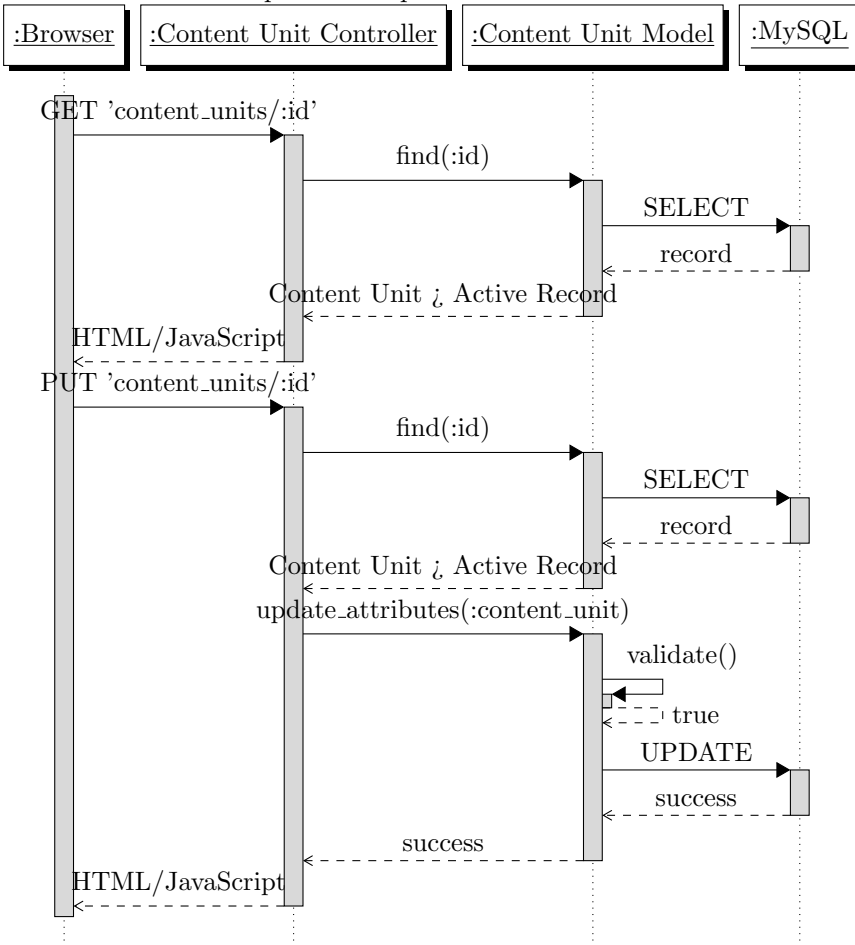 :Browser :Content Unit Controller :Content Unit Model :MySQL
GET ’content_units/:id’
find(:id)
SELECT
record
Content Unit ¿ Active Record
HTML/JavaScript
PUT ’content_units/:id’
find(:id)
SELECT
record
Content Unit ¿ Active Record
update_attributes(:content_unit)
validate()
true
UPDATE
success
success
HTML/JavaScript